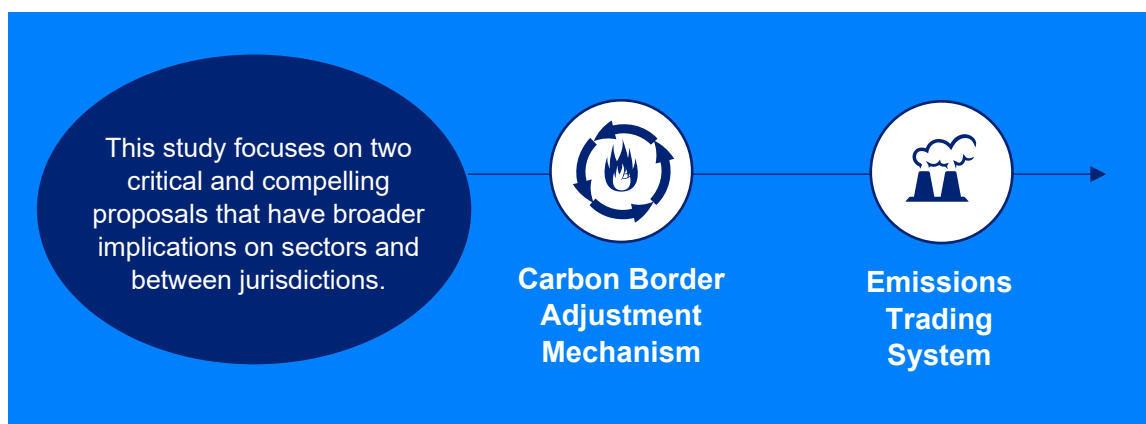 This study focuses on two
critical and compelling
proposals that have broader
implications on sectors and
between jurisdictions.
Carbon Border
Adjustment
Mechanism
Emissions
Trading
System